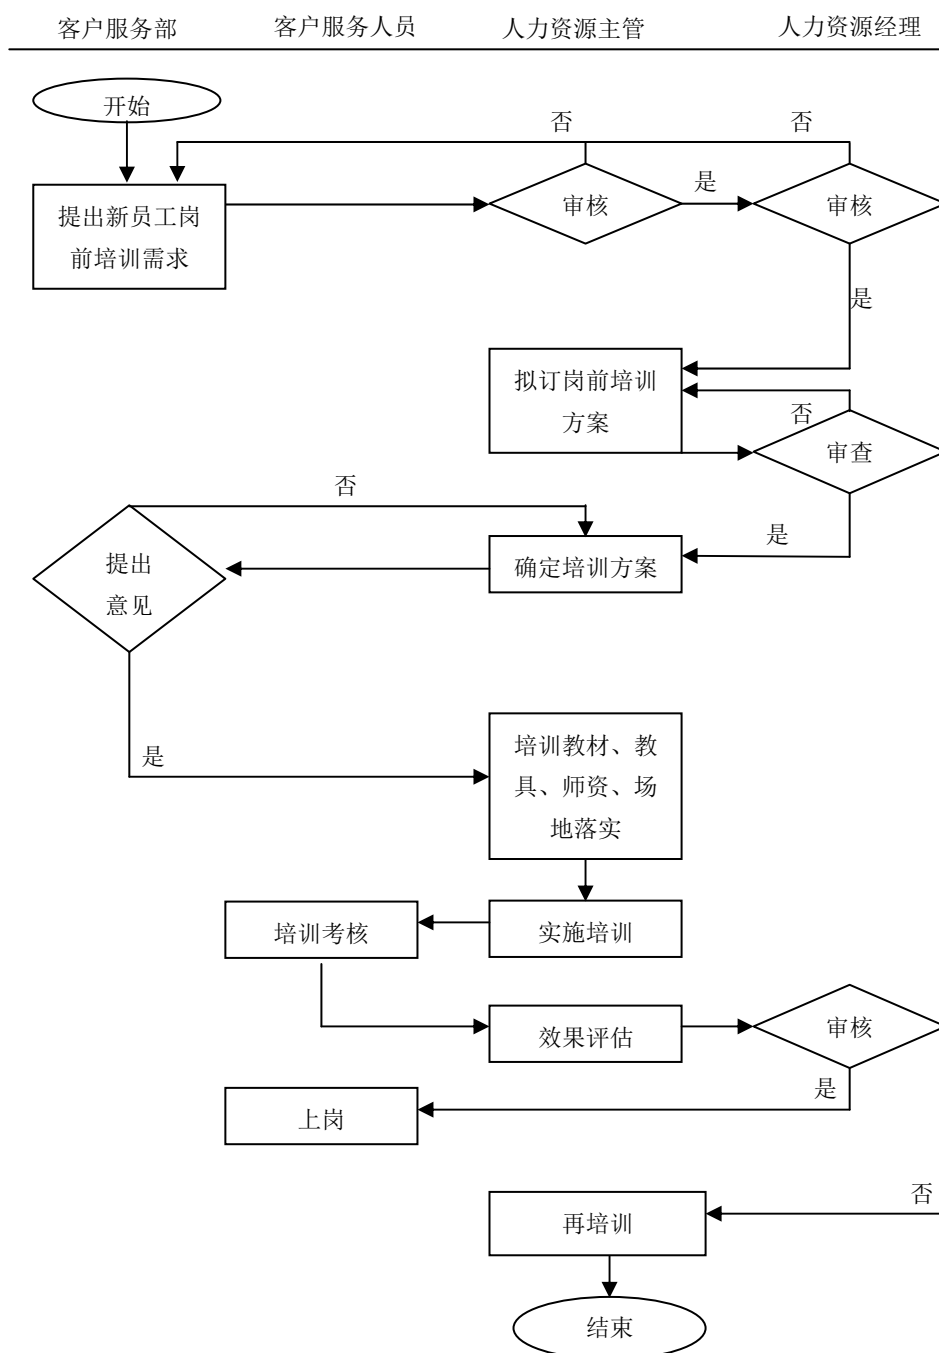 客户服务部 客户服务人员 人力资源主管 人力资源经理
开始
否 否
提出新员工岗
前培训需求
审核 是 审核
是
拟订岗前培训
方案
否
审查
否
是
提出
意见
确定培训方案
是
培训教材、教
具、师资、场
地落实
培训考核 实施培训
效果评估 审核
是
上岗
否
再培训
结束